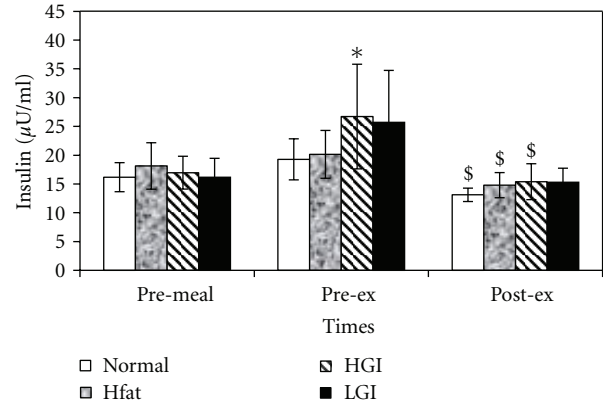 45
40
35
30
25
20
15
10
5
0
Insulin (μU/ml)
*
$ $ $
Pre-meal Pre-ex Post-ex
Times
Normal HGI
Hfat LGI